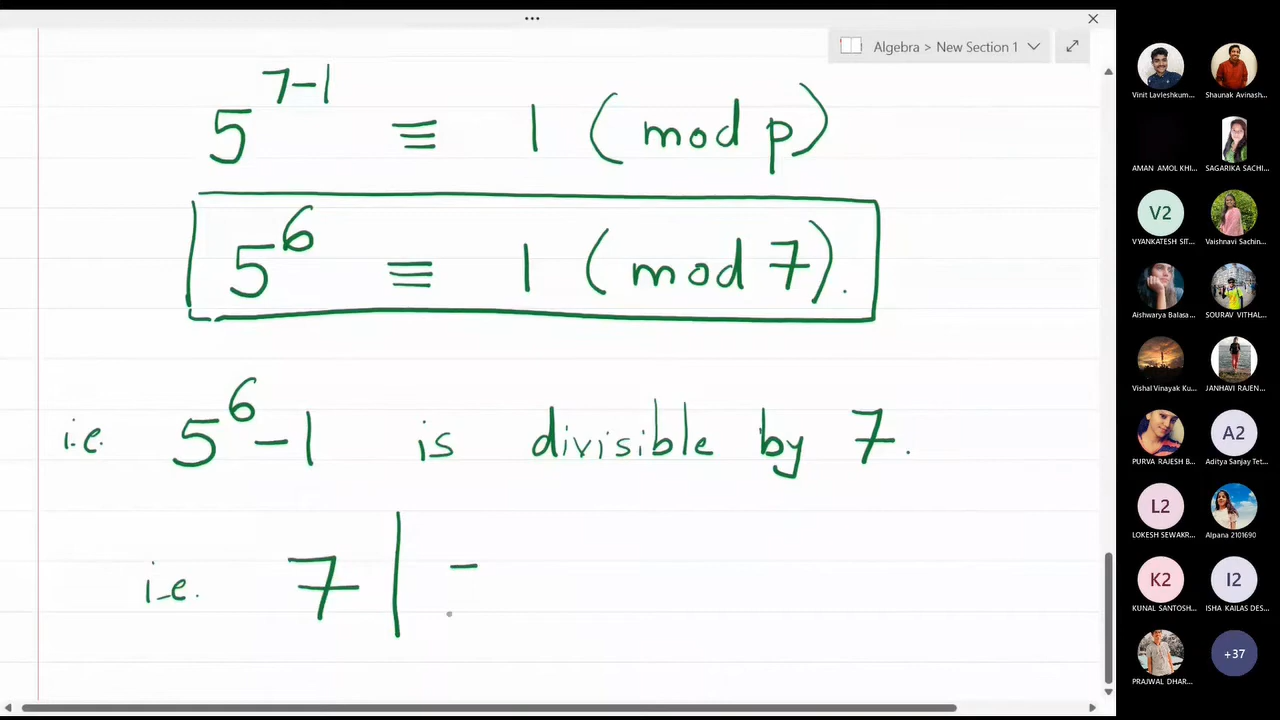 ...
Algebra > New Section 1
5^{7-1} ≡ 1 (mod p)
5^6 ≡ 1 (mod 7).
i.e. 5^6 - 1 is divisible by 7.
i.e. 7 | -
Vinit Lavleshkum...
Shaunak Avinash...
AMAN AMOL KHI...
SAGARIKA SACHI...
V2
VYANKATESH SIT...
Vaishnavi Sachin...
Aishwarya Balasa...
SOURAV VITHAL...
Vishal Vinayak Ku...
JANHAVI RAJEN...
PURVA RAJESH B...
A2
Aditya Sanjay Tet...
L2
LOKESH SEWAKR...
Alpana 2101690
K2
KUNAL SANTOSH...
I2
ISHA KAILAS DES...
PRAJWAL DHAR...
+37